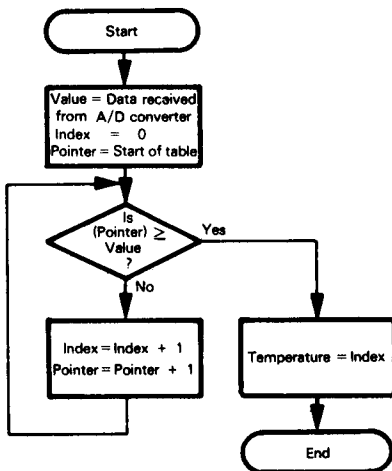 Start
Value = Data received
from A/D converter
Index = 0
Pointer = Start of table
Is
(Pointer) ≥
Value
?
Yes
No
Index = Index + 1
Pointer = Pointer + 1
Temperature = Index
End